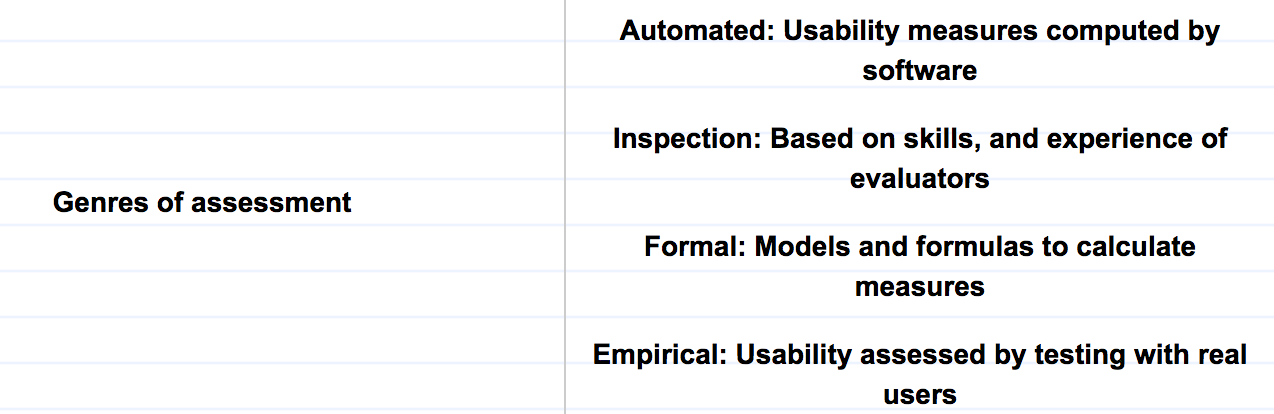 Genres of assessment
Automated: Usability measures computed by
software
Inspection: Based on skills, and experience of
evaluators
Formal: Models and formulas to calculate
measures
Empirical: Usability assessed by testing with real
users